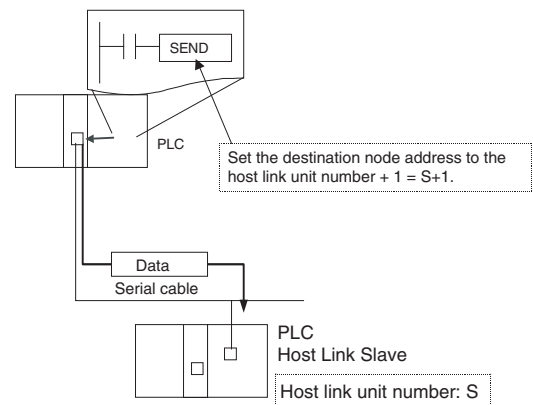 SEND
PLC
Set the destination node address to the
host link unit number + 1 = S+1.
Data
Serial cable
PLC
Host Link Slave
Host link unit number: S